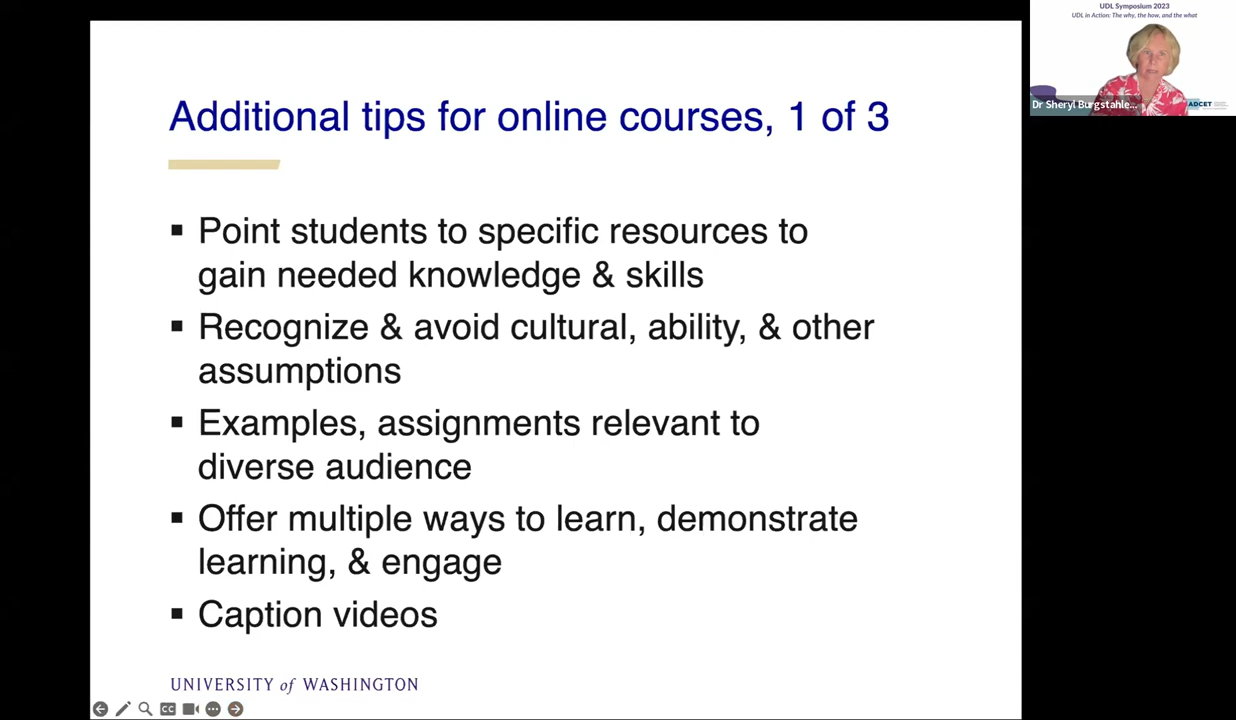 UDL Symposium 2023
UDL in Action: The why, the how, and the what
Dr Sheryl Burgstahle...
ADCET
Additional tips for online courses, 1 of 3
▪ Point students to specific resources to
gain needed knowledge & skills
▪ Recognize & avoid cultural, ability, & other
assumptions
▪ Examples, assignments relevant to
diverse audience
▪ Offer multiple ways to learn, demonstrate
learning, & engage
▪ Caption videos
UNIVERSITY of WASHINGTON
CC